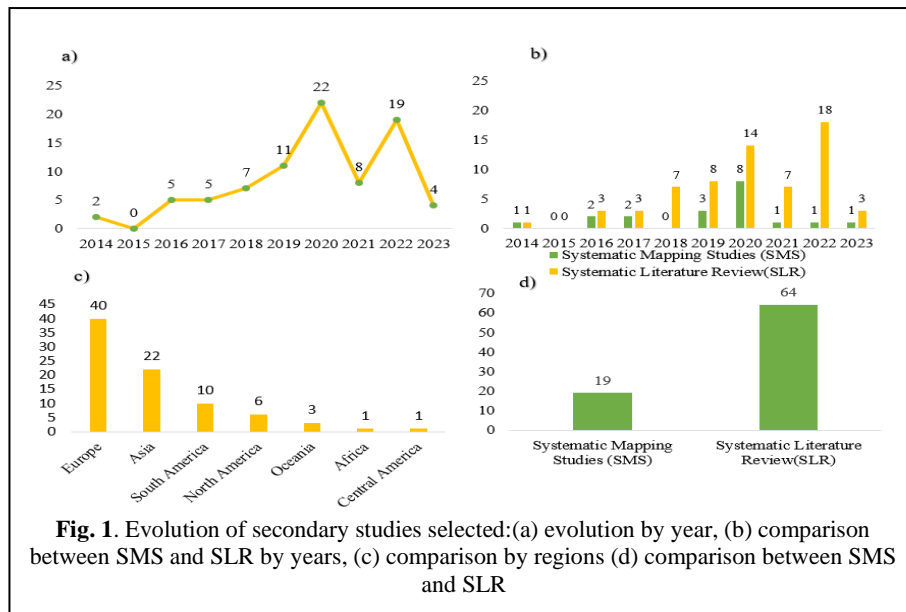 a)
25
20
15
10
5
0
2
0
5
5
7
11
22
8
19
4
2014 2015 2016 2017 2018 2019 2020 2021 2022 2023
b)
25
20
15
10
5
0
1 1
0 0
2 3
2 3
0 7
3 8
8 14
1 7
1 18
1 3
2014 2015 2016 2017 2018 2019 2020 2021 2022 2023
Systematic Mapping Studies (SMS)
Systematic Literature Review(SLR)
c)
45
40
35
30
25
20
15
10
5
0
40
22
10
6
3
1
1
Europe
Asia
South America
North America
Oceania
Africa
Central America
d)
70
60
50
40
30
20
10
0
19
64
Systematic Mapping
Studies (SMS)
Systematic Literature
Review(SLR)
Fig. 1. Evolution of secondary studies selected:(a) evolution by year, (b) comparison
between SMS and SLR by years, (c) comparison by regions (d) comparison between SMS
and SLR